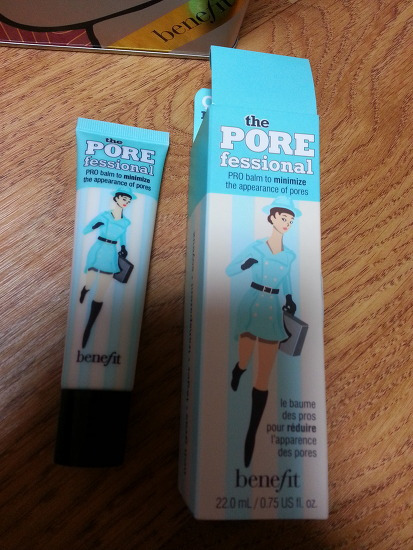 benefit
the
PORE
fessional
PRO balm to minimize
the appearance of pores
benefit
the
PORE
fessional
PRO balm to minimize
the appearance of pores
le baume
des pros
pour réduire
l'apparence
des pores
benefit
22.0 mL / 0.75 US fl. oz.